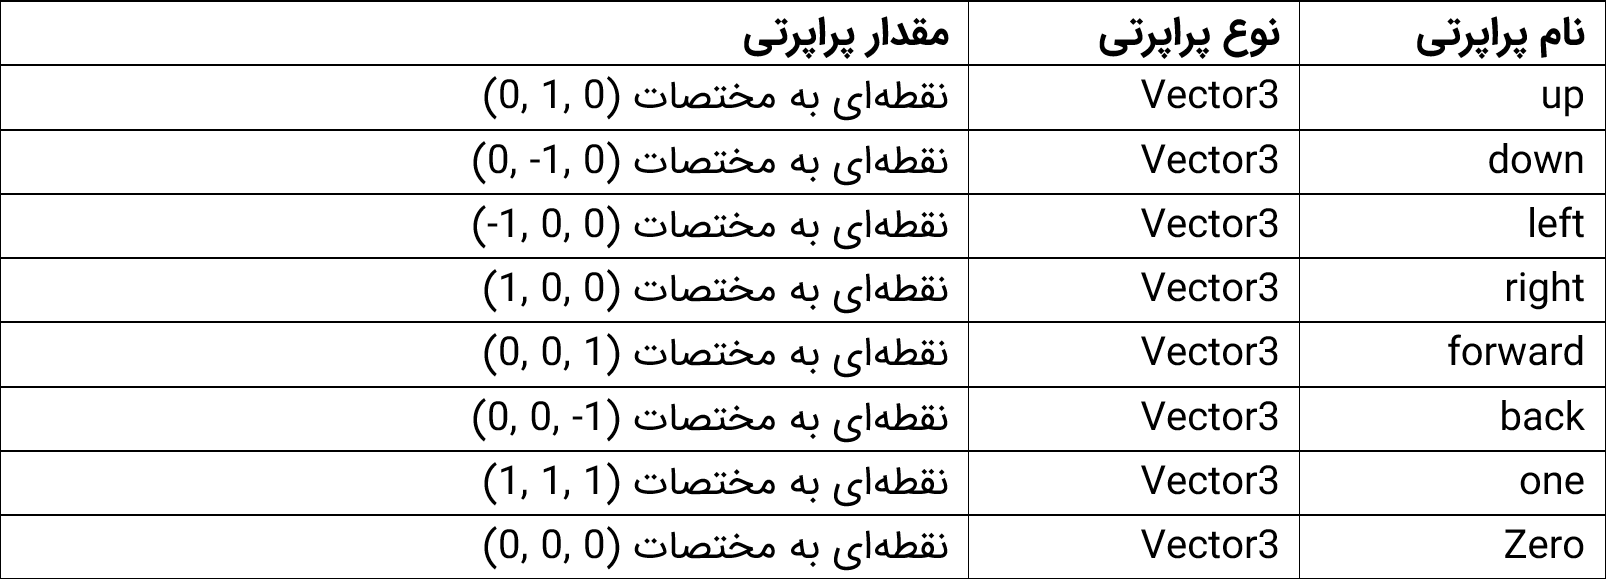 نام پراپرتی نوع پراپرتی مقدار پراپرتی
up Vector3 نقطه‌ای به مختصات (0, 1, 0)
down Vector3 نقطه‌ای به مختصات (0, -1, 0)
left Vector3 نقطه‌ای به مختصات (-1, 0, 0)
right Vector3 نقطه‌ای به مختصات (1, 0, 0)
forward Vector3 نقطه‌ای به مختصات (0, 0, 1)
back Vector3 نقطه‌ای به مختصات (0, 0, -1)
one Vector3 نقطه‌ای به مختصات (1, 1, 1)
Zero Vector3 نقطه‌ای به مختصات (0, 0, 0)